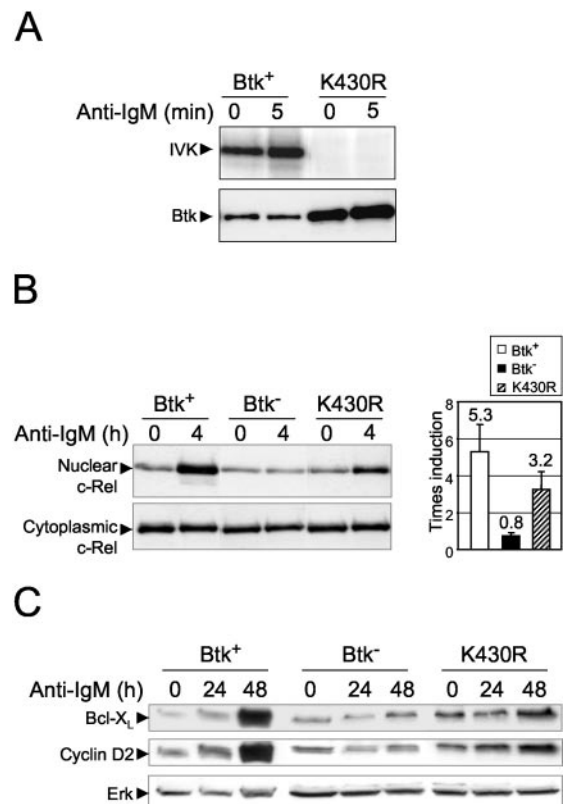 A
Btk+ K430R
Anti-IgM (min) 0 5 0 5
IVK
Btk
B
Btk+
Btk-
K430R
Btk+ Btk- K430R
Anti-IgM (h) 0 4 0 4 0 4
Nuclear
c-Rel
Cytoplasmic
c-Rel
Times induction
8
6
4
2
0
5.3
0.8
3.2
C
Btk+ Btk- K430R
Anti-IgM (h) 0 24 48 0 24 48 0 24 48
Bcl-XL
Cyclin D2
Erk